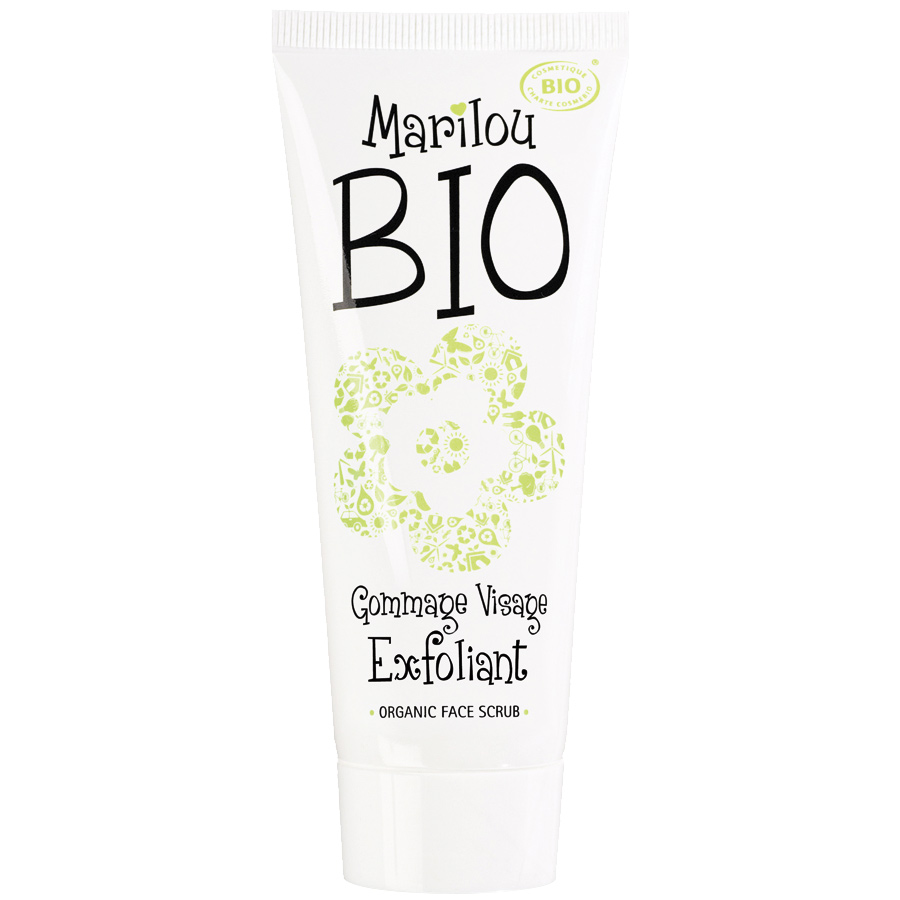 COSMETIQUE
BIO
CHARTE COSMEBIO
®
Marilou
BIO
Gommage Visage
Exfoliant
• ORGANIC FACE SCRUB •